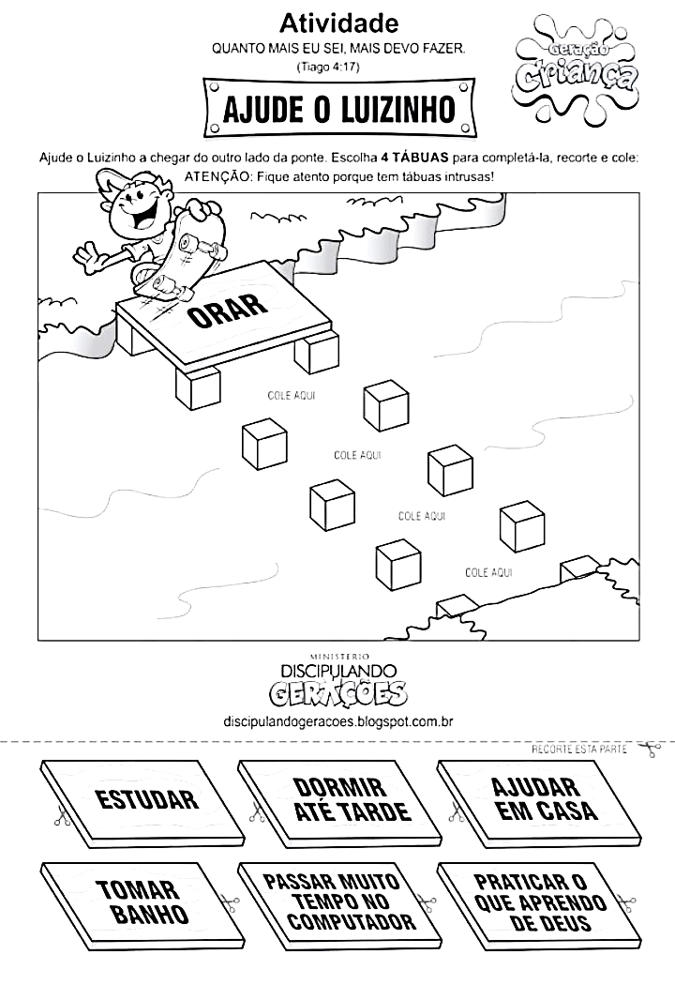 Atividade
QUANTO MAIS EU SEI, MAIS DEVO FAZER.
(Tiago 4:17)
Geração
Criança
AJUDE O LUIZINHO
Ajude o Luizinho a chegar do outro lado da ponte. Escolha 4 TÁBUAS para completá-la, recorte e cole:
ATENÇÃO: Fique atento porque tem tábuas intrusas!
ORAR
COLE AQUI
COLE AQUI
COLE AQUI
COLE AQUI
MINISTÉRIO
DISCIPULANDO
GERAÇÕES
discipulandogeracoes.blogspot.com.br
RECORTE ESTA PARTE
ESTUDAR
DORMIR
ATÉ TARDE
AJUDAR
EM CASA
TOMAR
BANHO
PASSAR MUITO
TEMPO NO
COMPUTADOR
PRATICAR O
QUE APRENDO
DE DEUS